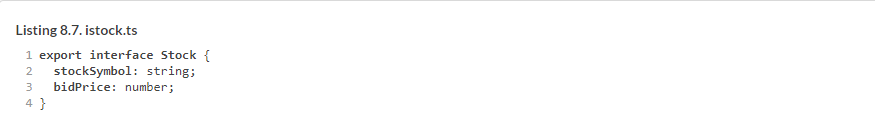 Listing 8.7. istock.ts
1 export interface Stock {
2   stockSymbol: string;
3   bidPrice: number;
4 }